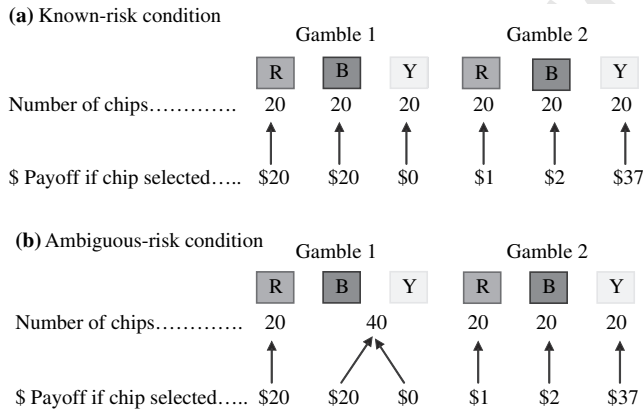 (a) Known-risk condition
Gamble 1 Gamble 2
R B Y R B Y
Number of chips…………. 20 20 20 20 20 20
$ Payoff if chip selected….. $20 $20 $0 $1 $2 $37
(b) Ambiguous-risk condition
Gamble 1 Gamble 2
R B Y R B Y
Number of chips…………. 20 40 20 20 20
$ Payoff if chip selected….. $20 $20 $0 $1 $2 $37